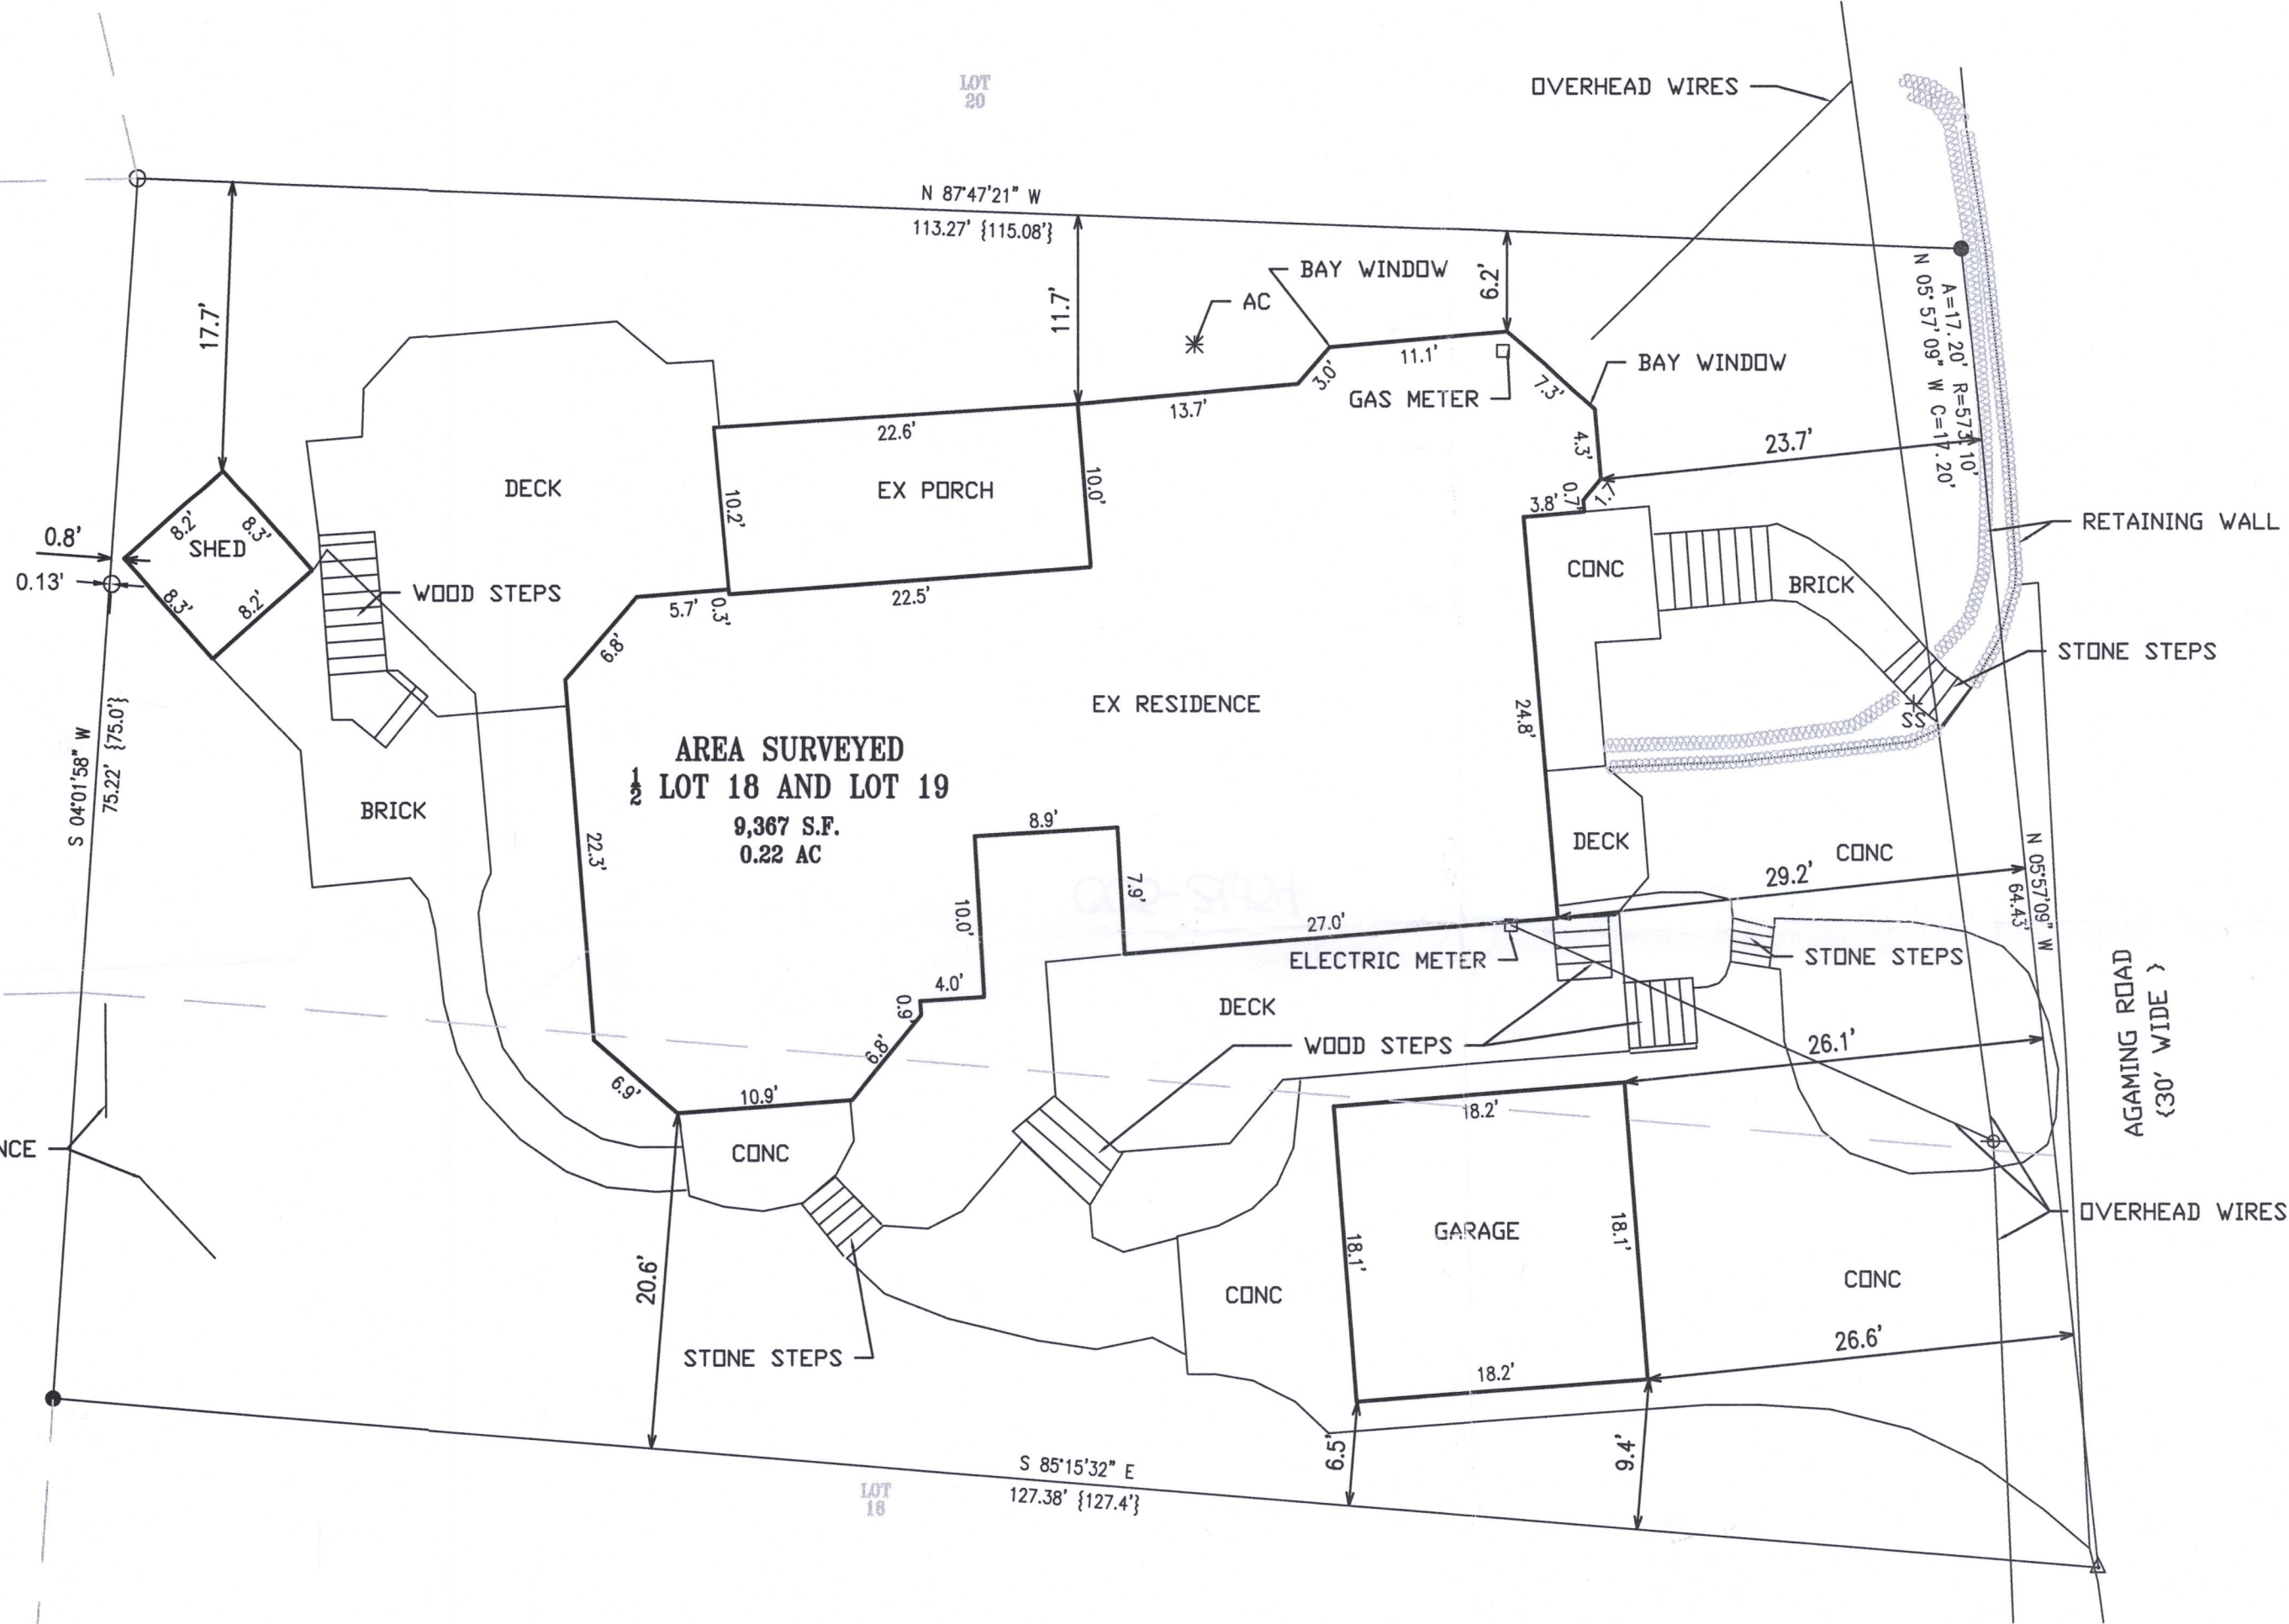 LOT
20
OVERHEAD WIRES
N 87°47'21" W
113.27' {115.08'}
17.7'
11.7'
6.2'
BAY WINDOW
AC
11.1'
3.0'
GAS METER
7.3'
BAY WINDOW
13.7'
4.3'
23.7'
A=17.20' R=573.10'
N 05°57'09" W C=17.20'
22.6'
DECK
EX PORCH
10.2'
10.0'
0.7'
1.7'
3.8'
RETAINING WALL
0.8'
0.13'
8.2'
8.3'
SHED
8.3'
8.2'
WOOD STEPS
5.7'
0.3'
22.5'
CONC
BRICK
6.8'
STONE STEPS
EX RESIDENCE
24.8'
SS
S 04°01'58" W
75.22' {75.0'}
AREA SURVEYED
1/2 LOT 18 AND LOT 19
9,367 S.F.
0.22 AC
BRICK
22.3'
8.9'
7.9'
10.0'
DECK
CONC
29.2'
N 05°57'09" W
64.43'
27.0'
ELECTRIC METER
STONE STEPS
4.0'
0.9'
DECK
WOOD STEPS
26.1'
AGAMING ROAD
{30' WIDE }
6.8'
6.9'
10.9'
18.2'
NCE
CONC
OVERHEAD WIRES
GARAGE
18.1'
18.1'
20.6'
CONC
CONC
STONE STEPS
26.6'
18.2'
6.5'
9.4'
S 85°15'32" E
127.38' {127.4'}
LOT
18